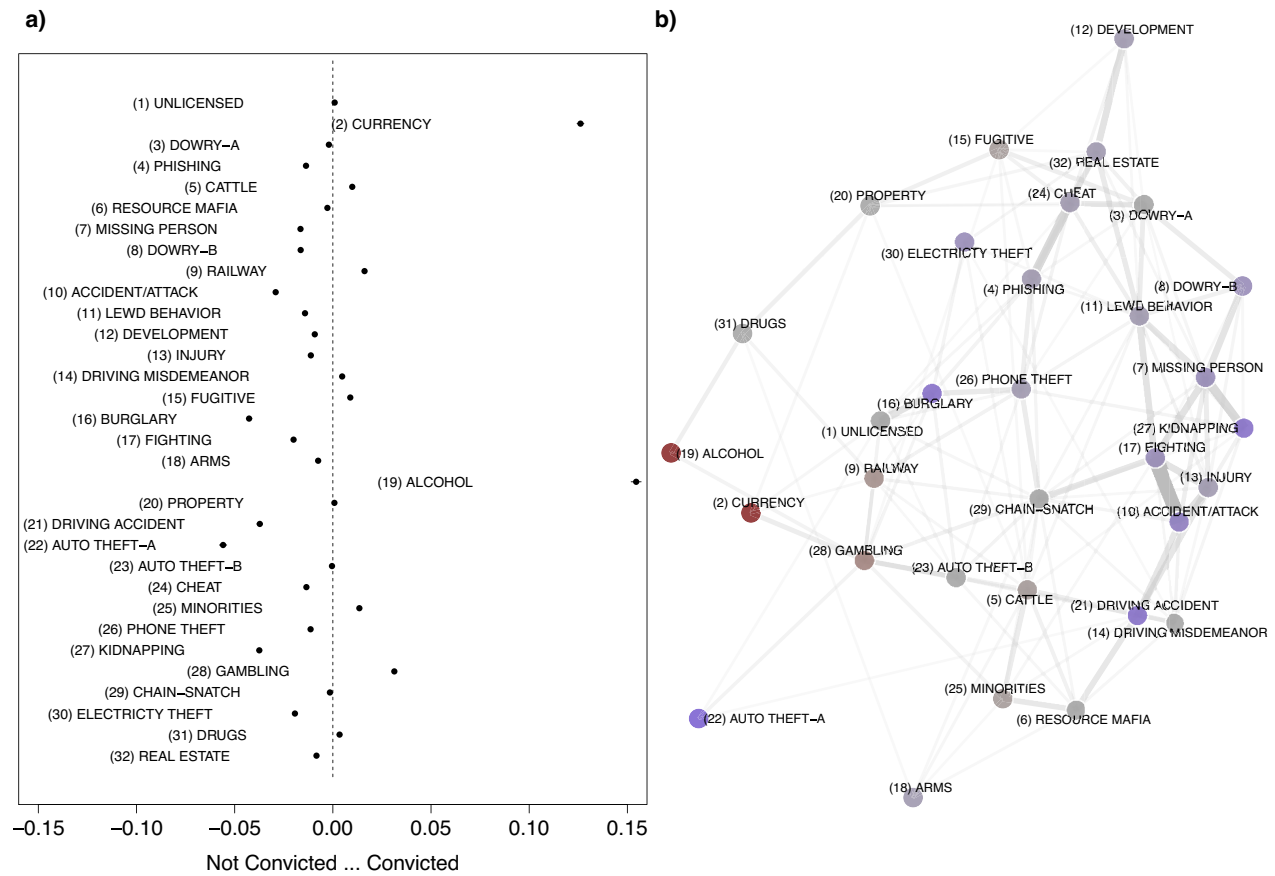 a)
(1) UNLICENSED
(2) CURRENCY
(3) DOWRY−A
(4) PHISHING
(5) CATTLE
(6) RESOURCE MAFIA
(7) MISSING PERSON
(8) DOWRY−B
(9) RAILWAY
(10) ACCIDENT/ATTACK
(11) LEWD BEHAVIOR
(12) DEVELOPMENT
(13) INJURY
(14) DRIVING MISDEMEANOR
(15) FUGITIVE
(16) BURGLARY
(17) FIGHTING
(18) ARMS
(19) ALCOHOL
(20) PROPERTY
(21) DRIVING ACCIDENT
(22) AUTO THEFT−A
(23) AUTO THEFT−B
(24) CHEAT
(25) MINORITIES
(26) PHONE THEFT
(27) KIDNAPPING
(28) GAMBLING
(29) CHAIN−SNATCH
(30) ELECTRICTY THEFT
(31) DRUGS
(32) REAL ESTATE
−0.15 −0.10 −0.05 0.00 0.05 0.10 0.15
Not Convicted ... Convicted
b)
(12) DEVELOPMENT
(15) FUGITIVE
(32) REAL ESTATE
(20) PROPERTY
(24) CHEAT
(3) DOWRY−A
(30) ELECTRICTY THEFT
(4) PHISHING
(8) DOWRY−B
(11) LEWD BEHAVIOR
(31) DRUGS
(7) MISSING PERSON
(26) PHONE THEFT
(16) BURGLARY
(1) UNLICENSED
(27) KIDNAPPING
(17) FIGHTING
(19) ALCOHOL
(9) RAILWAY
(13) INJURY
(2) CURRENCY
(29) CHAIN−SNATCH
(10) ACCIDENT/ATTACK
(28) GAMBLING
(23) AUTO THEFT−B
(5) CATTLE
(21) DRIVING ACCIDENT
(14) DRIVING MISDEMEANOR
(25) MINORITIES
(6) RESOURCE MAFIA
(22) AUTO THEFT−A
(18) ARMS